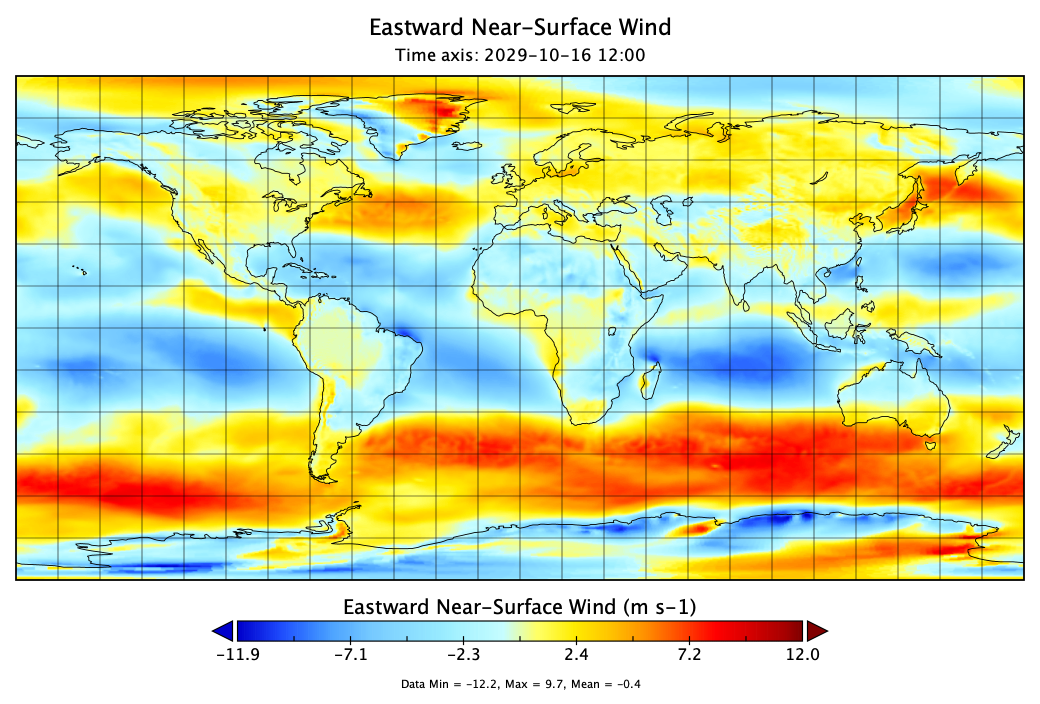 Eastward Near-Surface Wind
Time axis: 2029-10-16 12:00
Eastward Near-Surface Wind (m s-1)
-11.9 -7.1 -2.3 2.4 7.2 12.0
Data Min = -12.2, Max = 9.7, Mean = -0.4